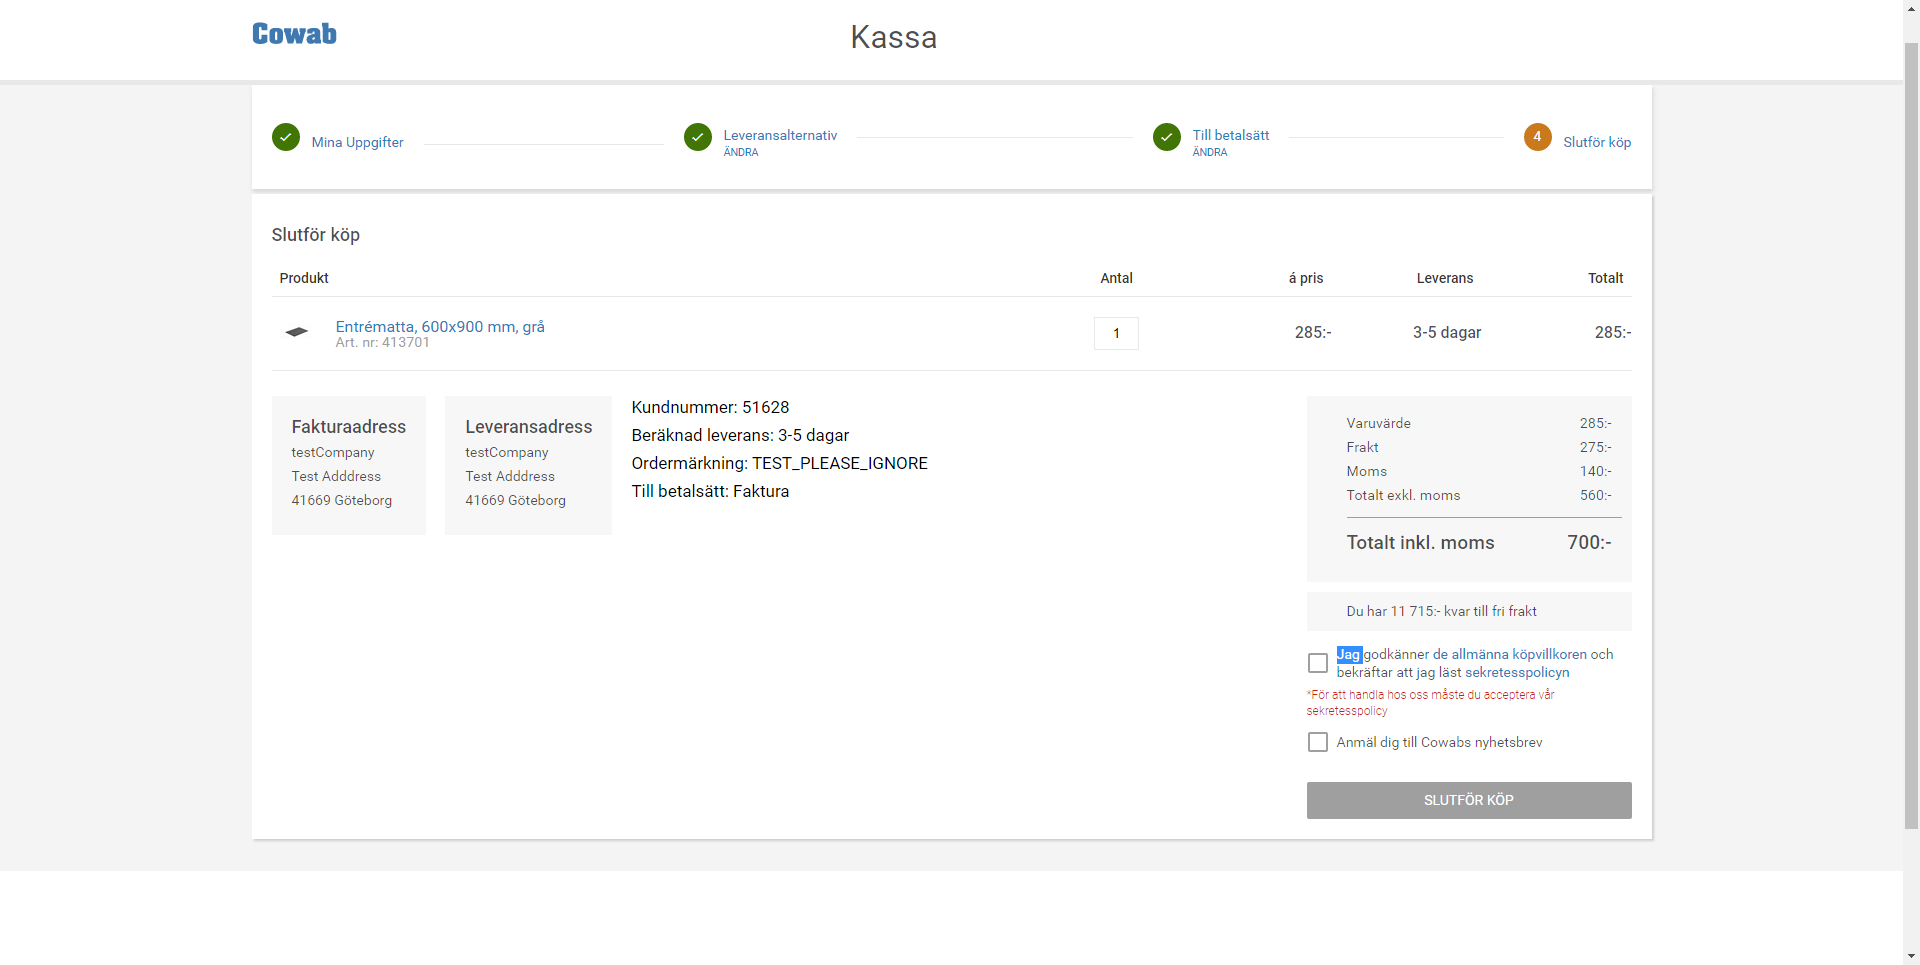 Cowab
Kassa
Mina Uppgifter
Leveransalternativ
ÄNDRA
Till betalsätt
ÄNDRA
4
Slutför köp
Slutför köp
Produkt Antal á pris Leverans Totalt
Entrématta, 600x900 mm, grå
Art. nr: 413701
1 285:- 3-5 dagar 285:-
Fakturaadress
testCompany
Test Adddress
41669 Göteborg
Leveransadress
testCompany
Test Adddress
41669 Göteborg
Kundnummer: 51628
Beräknad leverans: 3-5 dagar
Ordermärkning: TEST_PLEASE_IGNORE
Till betalsätt: Faktura
Varuvärde 285:-
Frakt 275:-
Moms 140:-
Totalt exkl. moms 560:-
Totalt inkl. moms 700:-
Du har 11 715:- kvar till fri frakt
Jag godkänner de allmänna köpvillkoren och
bekräftar att jag läst sekretesspolicyn
*För att handla hos oss måste du acceptera vår
sekretesspolicy
Anmäl dig till Cowabs nyhetsbrev
SLUTFÖR KÖP